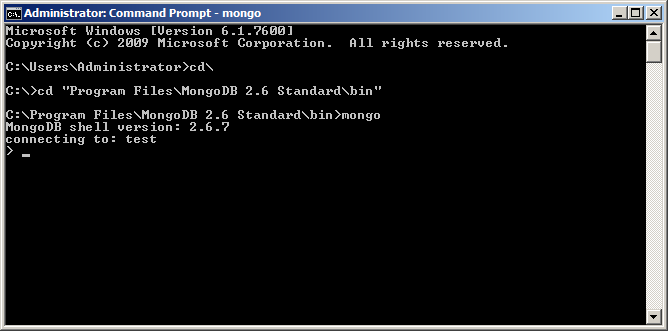 Administrator: Command Prompt - mongo
Microsoft Windows [Version 6.1.7600]
Copyright (c) 2009 Microsoft Corporation.  All rights reserved.
C:\Users\Administrator>cd\
C:\>cd "Program Files\MongoDB 2.6 Standard\bin"
C:\Program Files\MongoDB 2.6 Standard\bin>mongo
MongoDB shell version: 2.6.7
connecting to: test
> _